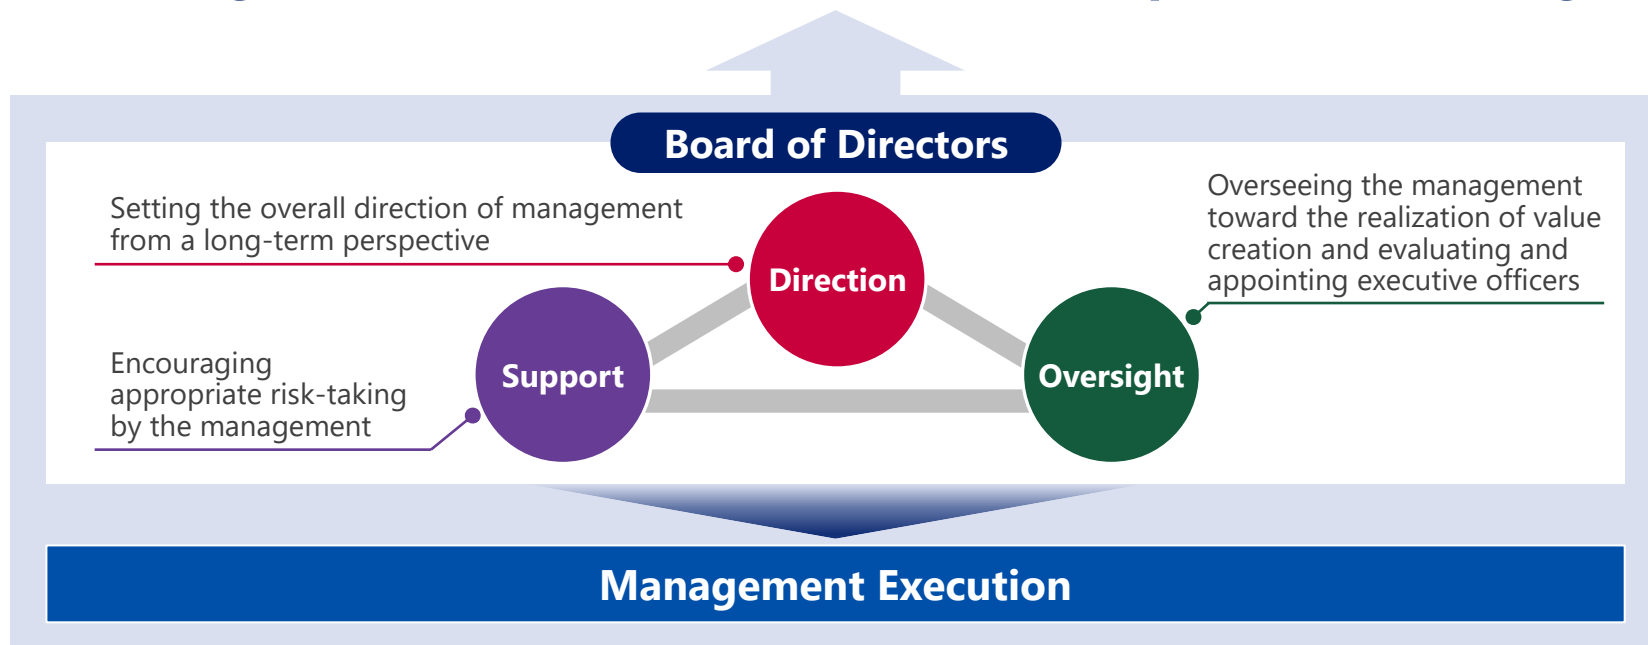 Board of Directors
Setting the overall direction of management
from a long-term perspective
Direction
Overseeing the management
toward the realization of value
creation and evaluating and
appointing executive officers
Encouraging
appropriate risk-taking
by the management
Support
Oversight
Management Execution